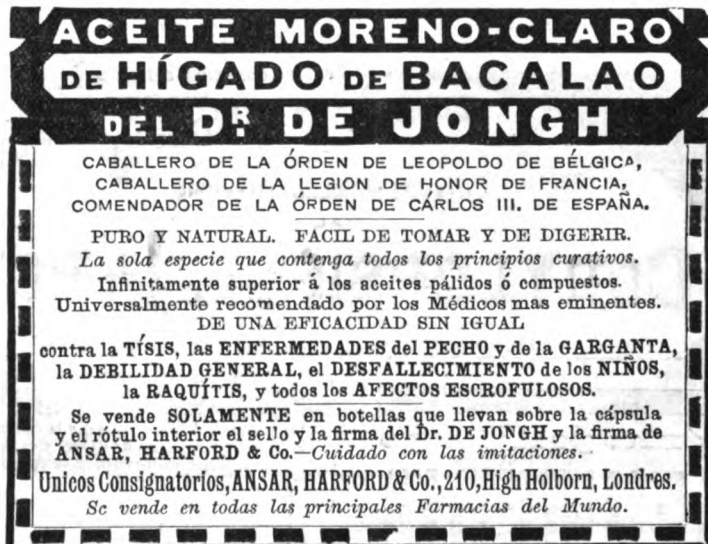 ACEITE MORENO-CLARO
DE HÍGADO DE BACALAO
DEL DR. DE JONGH
CABALLERO DE LA ÓRDEN DE LEOPOLDO DE BÉLGICA,
CABALLERO DE LA LEGION DE HONOR DE FRANCIA,
COMENDADOR DE LA ÓRDEN DE CÁRLOS III. DE ESPAÑA.
PURO Y NATURAL. FACIL DE TOMAR Y DE DIGERIR.
La sola especie que contenga todos los principios curativos.
Infinitamente superior á los aceites pálidos ó compuestos.
Universalmente recomendado por los Médicos mas eminentes.
DE UNA EFICACIDAD SIN IGUAL
contra la TÍSIS, las ENFERMEDADES del PECHO y de la GARGANTA,
la DEBILIDAD GENERAL, el DESFALLECIMIENTO de los NIÑOS,
la RAQUÍTIS, y todos los AFECTOS ESCROFULOSOS.
Se vende SOLAMENTE en botellas que llevan sobre la cápsula
y el rótulo interior el sello y la firma del Dr. DE JONGH y la firma de
ANSAR, HARFORD & Co.—Cuidado con las imitaciones.
Unicos Consignatorios, ANSAR, HARFORD & Co., 210, High Holborn, Londres.
Se vende en todas las principales Farmacias del Mundo.